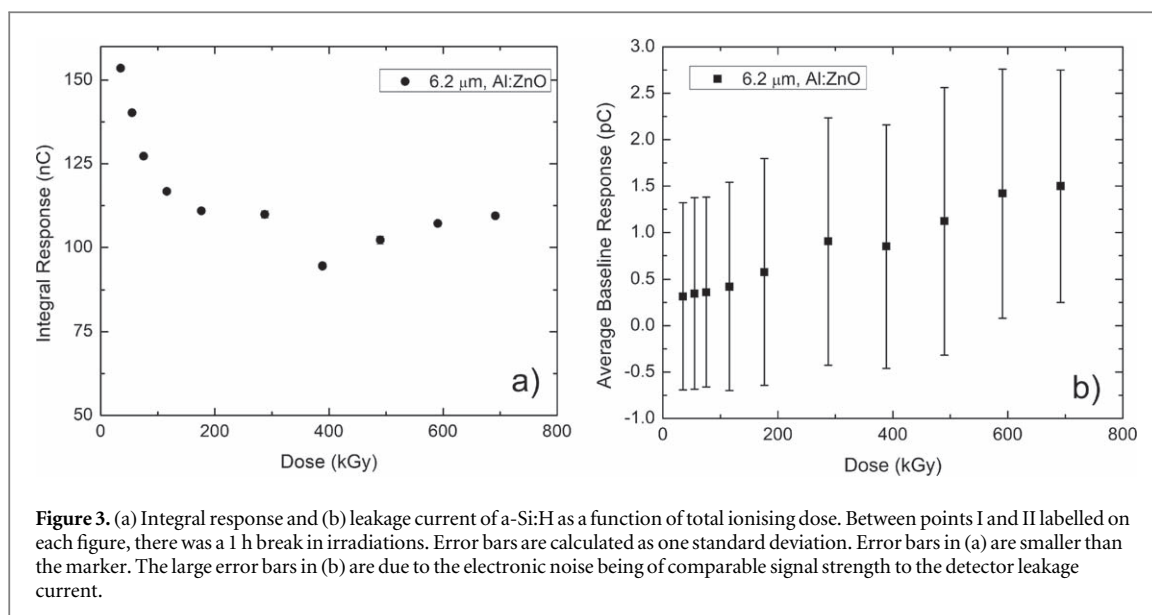 150
125
100
75
50
0
200
400
600
800
Integral Response (nC)
Dose (kGy)
6.2 μm, Al:ZnO
a)
3.0
2.5
2.0
1.5
1.0
0.5
0.0
-0.5
-1.0
0
200
400
600
800
Average Baseline Response (pC)
Dose (kGy)
6.2 μm, Al:ZnO
b)
Figure 3. (a) Integral response and (b) leakage current of a-Si:H as a function of total ionising dose. Between points I and II labelled on
each figure, there was a 1 h break in irradiations. Error bars are calculated as one standard deviation. Error bars in (a) are smaller than
the marker. The large error bars in (b) are due to the electronic noise being of comparable signal strength to the detector leakage
current.